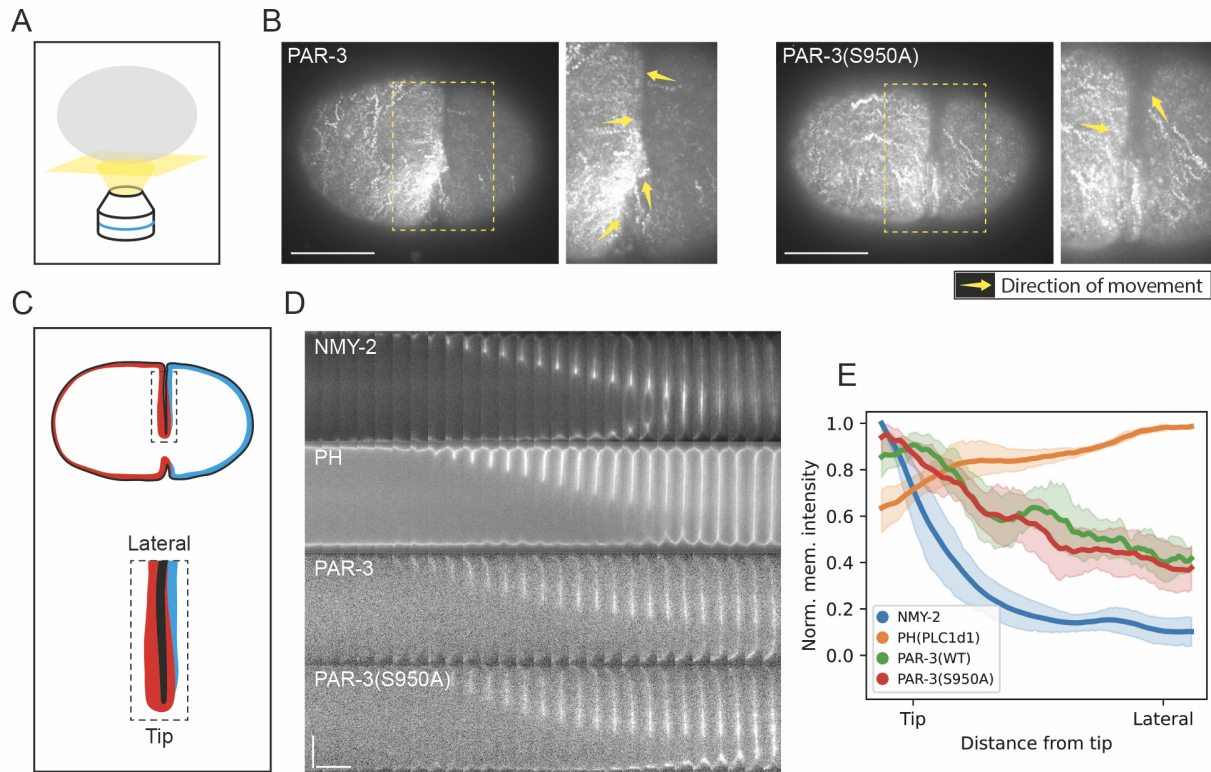 A
B
PAR-3
PAR-3(S950A)
Direction of movement
C
Lateral
Tip
D
NMY-2
PH
PAR-3
PAR-3(S950A)
E
Norm. mem. intensity
1.0
0.8
0.6
0.4
0.2
0.0
NMY-2
PH(PLC1d1)
PAR-3(WT)
PAR-3(S950A)
Tip
Lateral
Distance from tip